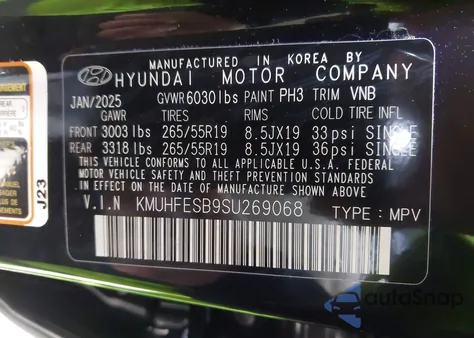 MANUFACTURED IN KOREA BY
HYUNDAI MOTOR COMPANY
JAN/2025 GVWR 6030 lbs PAINT PH3 TRIM VNB
GAWR TIRES RIMS COLD TIRE INFL
FRONT 3003 lbs 265/55R19 8.5JX19 33 psi SINGLE
REAR 3318 lbs 265/55R19 8.5JX19 36 psi SINGLE
THIS VEHICLE CONFORMS TO ALL APPLICABLE U.S.A. FEDERAL
MOTOR VEHICLE SAFETY AND THEFT PREVENTION STANDARDS
IN EFFECT ON THE DATE OF MANUFACTURE SHOWN ABOVE.
V.I.N KMUHFESB9SU269068 TYPE : MPV
J23
autoSnap